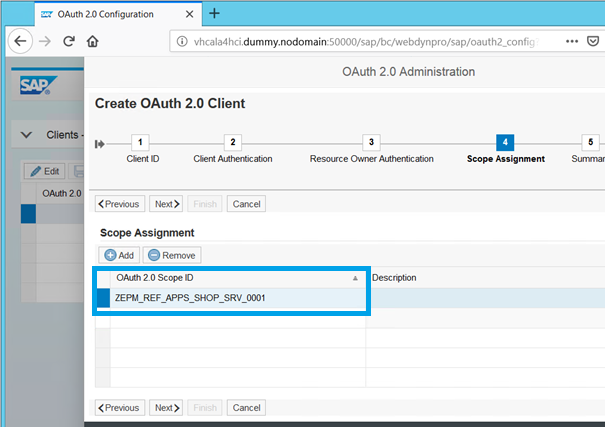 SAP OAuth 2.0 Configuration
vhcala4hci.dummy.nodomain:50000/sap/bc/webdynpro/sap/oauth2_config
SAP
OAuth 2.0 Administration
Create OAuth 2.0 Client
1 2 3 4 5
Client ID Client Authentication Resource Owner Authentication Scope Assignment Summar
Clients -
Edit
OAuth 2.0
Previous Next Finish Cancel
Scope Assignment
Add Remove
OAuth 2.0 Scope ID Description
ZEPM_REF_APPS_SHOP_SRV_0001
Previous Next Finish Cancel